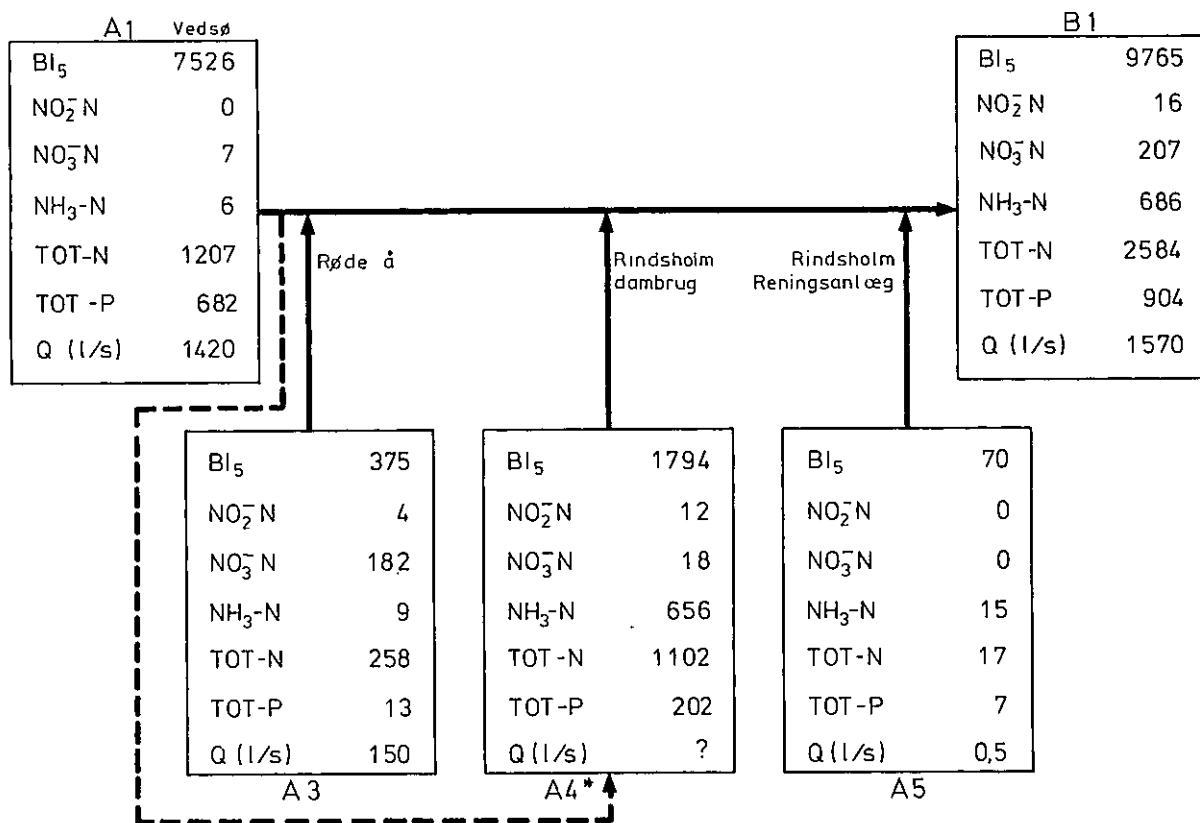 A1 Vedsø
BI₅ 7526
NO₂⁻N 0
NO₃⁻N 7
NH₃-N 6
TOT-N 1207
TOT-P 682
Q (l/s) 1420
B1
BI₅ 9765
NO₂⁻N 16
NO₃⁻N 207
NH₃-N 686
TOT-N 2584
TOT-P 904
Q (l/s) 1570
Røde å
Rindsholm
dambrug
Rindsholm
Reningsanlæg
BI₅ 375
NO₂⁻N 4
NO₃⁻N 182
NH₃-N 9
TOT-N 258
TOT-P 13
Q (l/s) 150
A3
BI₅ 1794
NO₂⁻N 12
NO₃⁻N 18
NH₃-N 656
TOT-N 1102
TOT-P 202
Q (l/s) ?
A4*
BI₅ 70
NO₂⁻N 0
NO₃⁻N 0
NH₃-N 15
TOT-N 17
TOT-P 7
Q (l/s) 0,5
A5